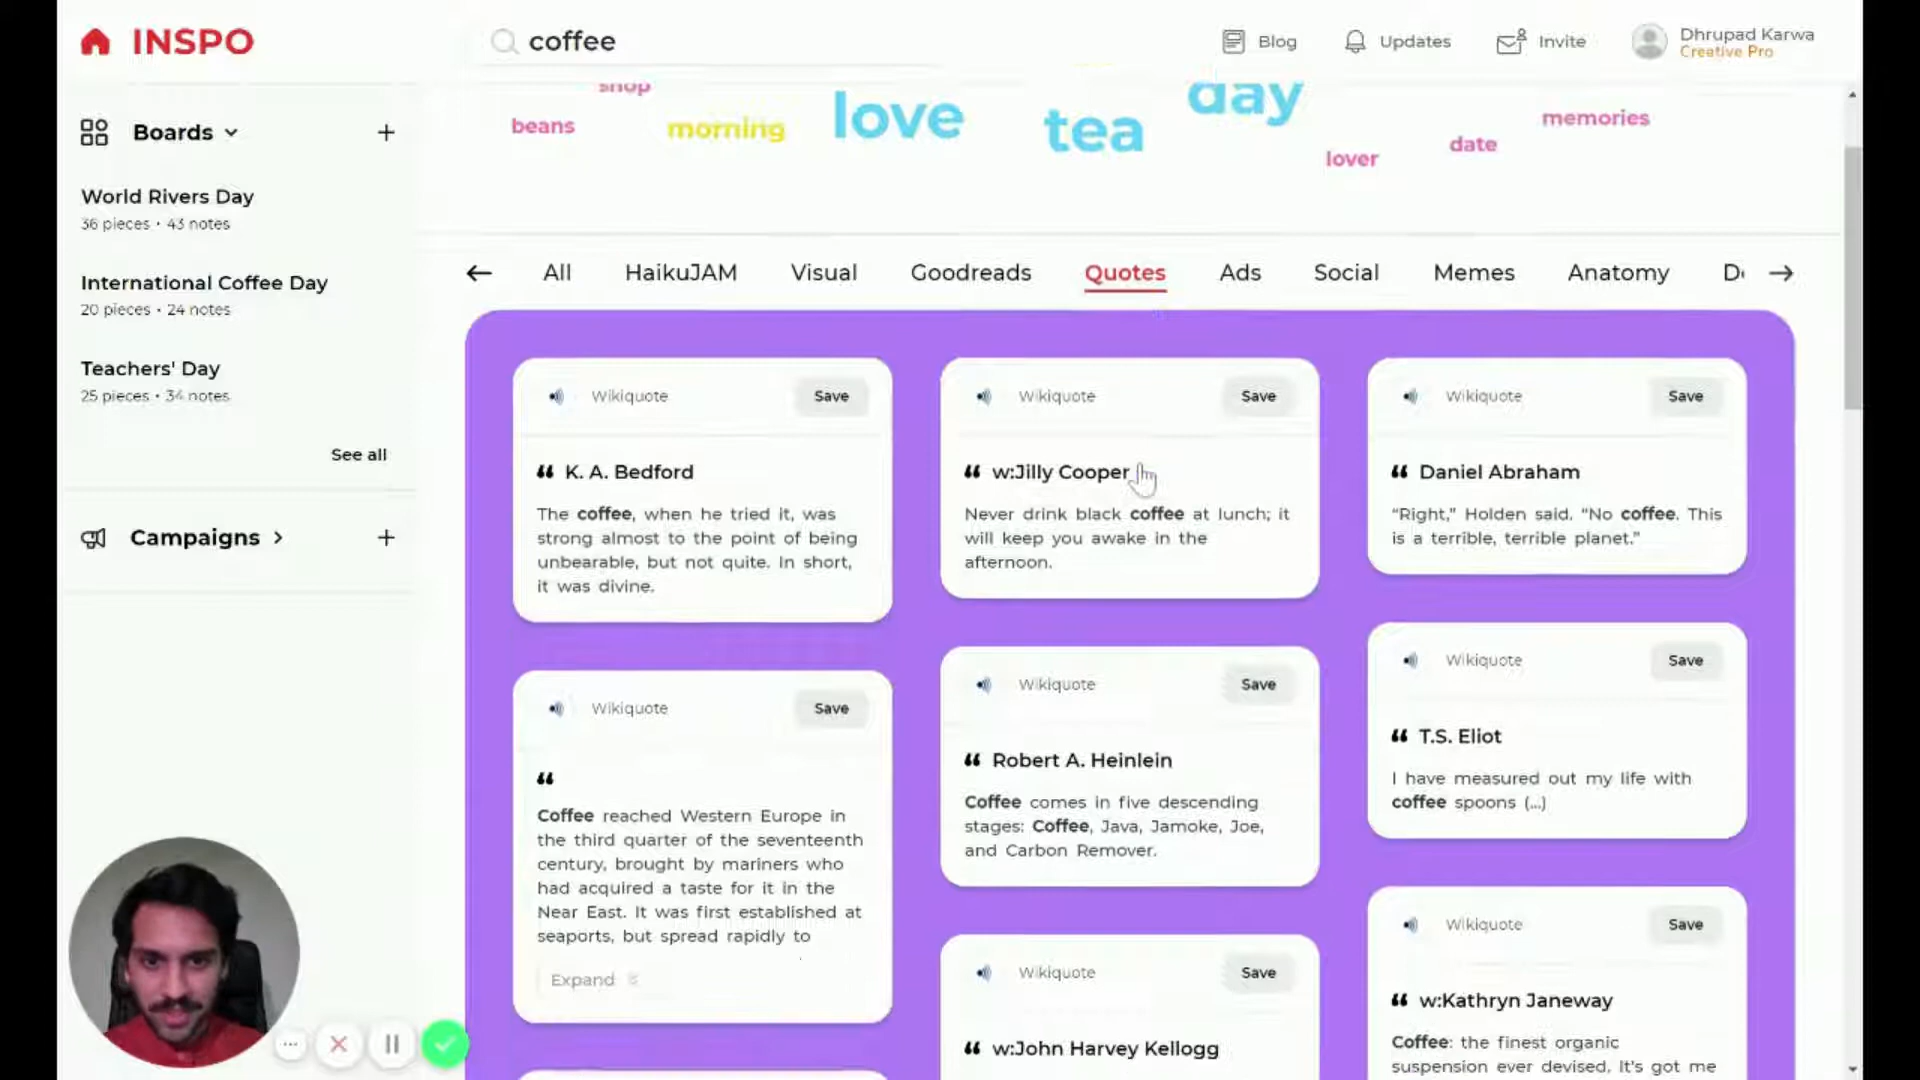 INSPO
coffee
Blog
Updates
Invite
Dhrupad Karwa
Creative Pro
Boards
World Rivers Day
36 pieces • 43 notes
International Coffee Day
20 pieces • 24 notes
Teachers' Day
25 pieces • 34 notes
See all
Campaigns
shop
beans
morning
love
tea
day
lover
date
memories
All
HaikuJAM
Visual
Goodreads
Quotes
Ads
Social
Memes
Anatomy
Wikiquote
Save
“ K. A. Bedford
The coffee, when he tried it, was
strong almost to the point of being
unbearable, but not quite. In short,
it was divine.
Wikiquote
Save
“
Coffee reached Western Europe in
the third quarter of the seventeenth
century, brought by mariners who
had acquired a taste for it in the
Near East. It was first established at
seaports, but spread rapidly to
Expand
Wikiquote
Save
“ w:Jilly Cooper
Never drink black coffee at lunch; it
will keep you awake in the
afternoon.
Wikiquote
Save
“ Robert A. Heinlein
Coffee comes in five descending
stages: Coffee, Java, Jamoke, Joe,
and Carbon Remover.
Wikiquote
Save
“ w:John Harvey Kellogg
Wikiquote
Save
“ Daniel Abraham
“Right,” Holden said. “No coffee. This
is a terrible, terrible planet.”
Wikiquote
Save
“ T.S. Eliot
I have measured out my life with
coffee spoons (...)
Wikiquote
Save
“ w:Kathryn Janeway
Coffee: the finest organic
suspension ever devised. It's got me